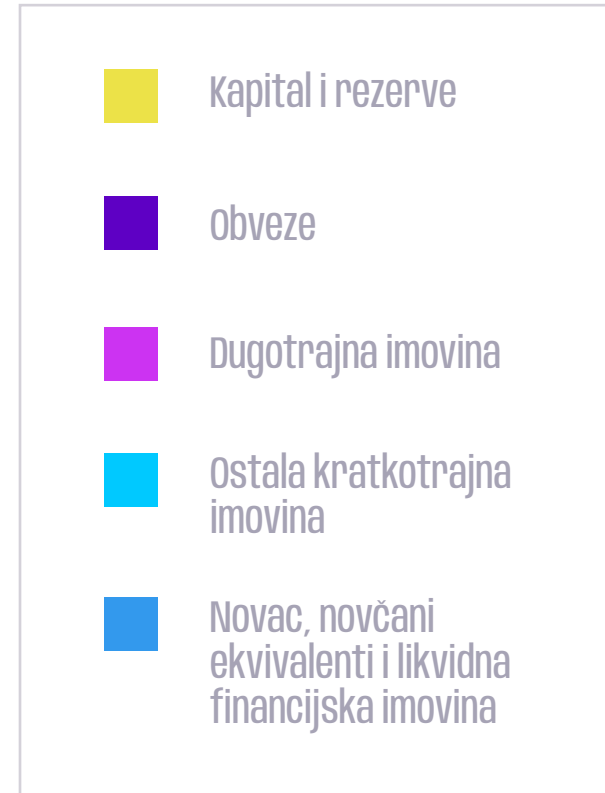 Kapital i rezerve
Obveze
Dugotrajna imovina
Ostala kratkotrajna
imovina
Novac, novčani
ekvivalenti i likvidna
financijska imovina